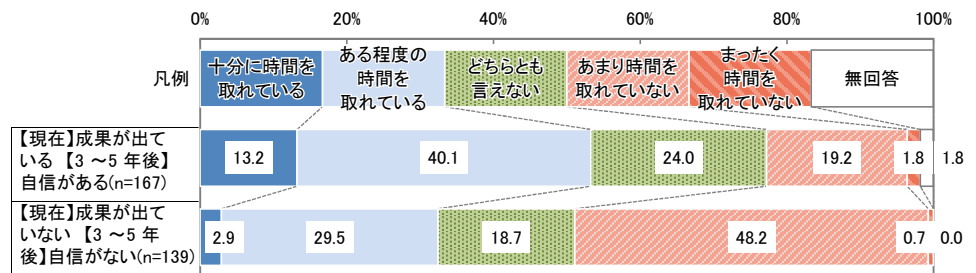 0% 20% 40% 60% 80% 100%
凡例
十分に時間を
取れている
ある程度の
時間を
取れている
どちらとも
言えない
あまり時間を
取れていない
まったく
時間を
取れていない
無回答
【現在】成果が出て
いる 【3 ～5 年後】
自信がある(n=167)
13.2 40.1 24.0 19.2 1.8 1.8
【現在】成果が出て
いない 【3 ～5 年
後】自信がない(n=139)
2.9 29.5 18.7 48.2 0.7 0.0